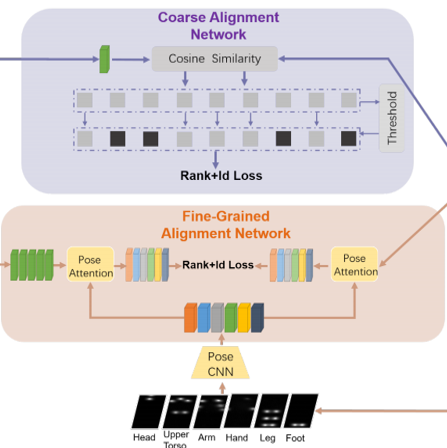 Coarse Alignment
Network
Cosine Similarity
Threshold
Rank+Id Loss
Fine-Grained
Alignment Network
Pose
Attention
Rank+Id Loss
Pose
Attention
Pose
CNN
Head
Upper
Torso
Arm
Hand
Leg
Foot